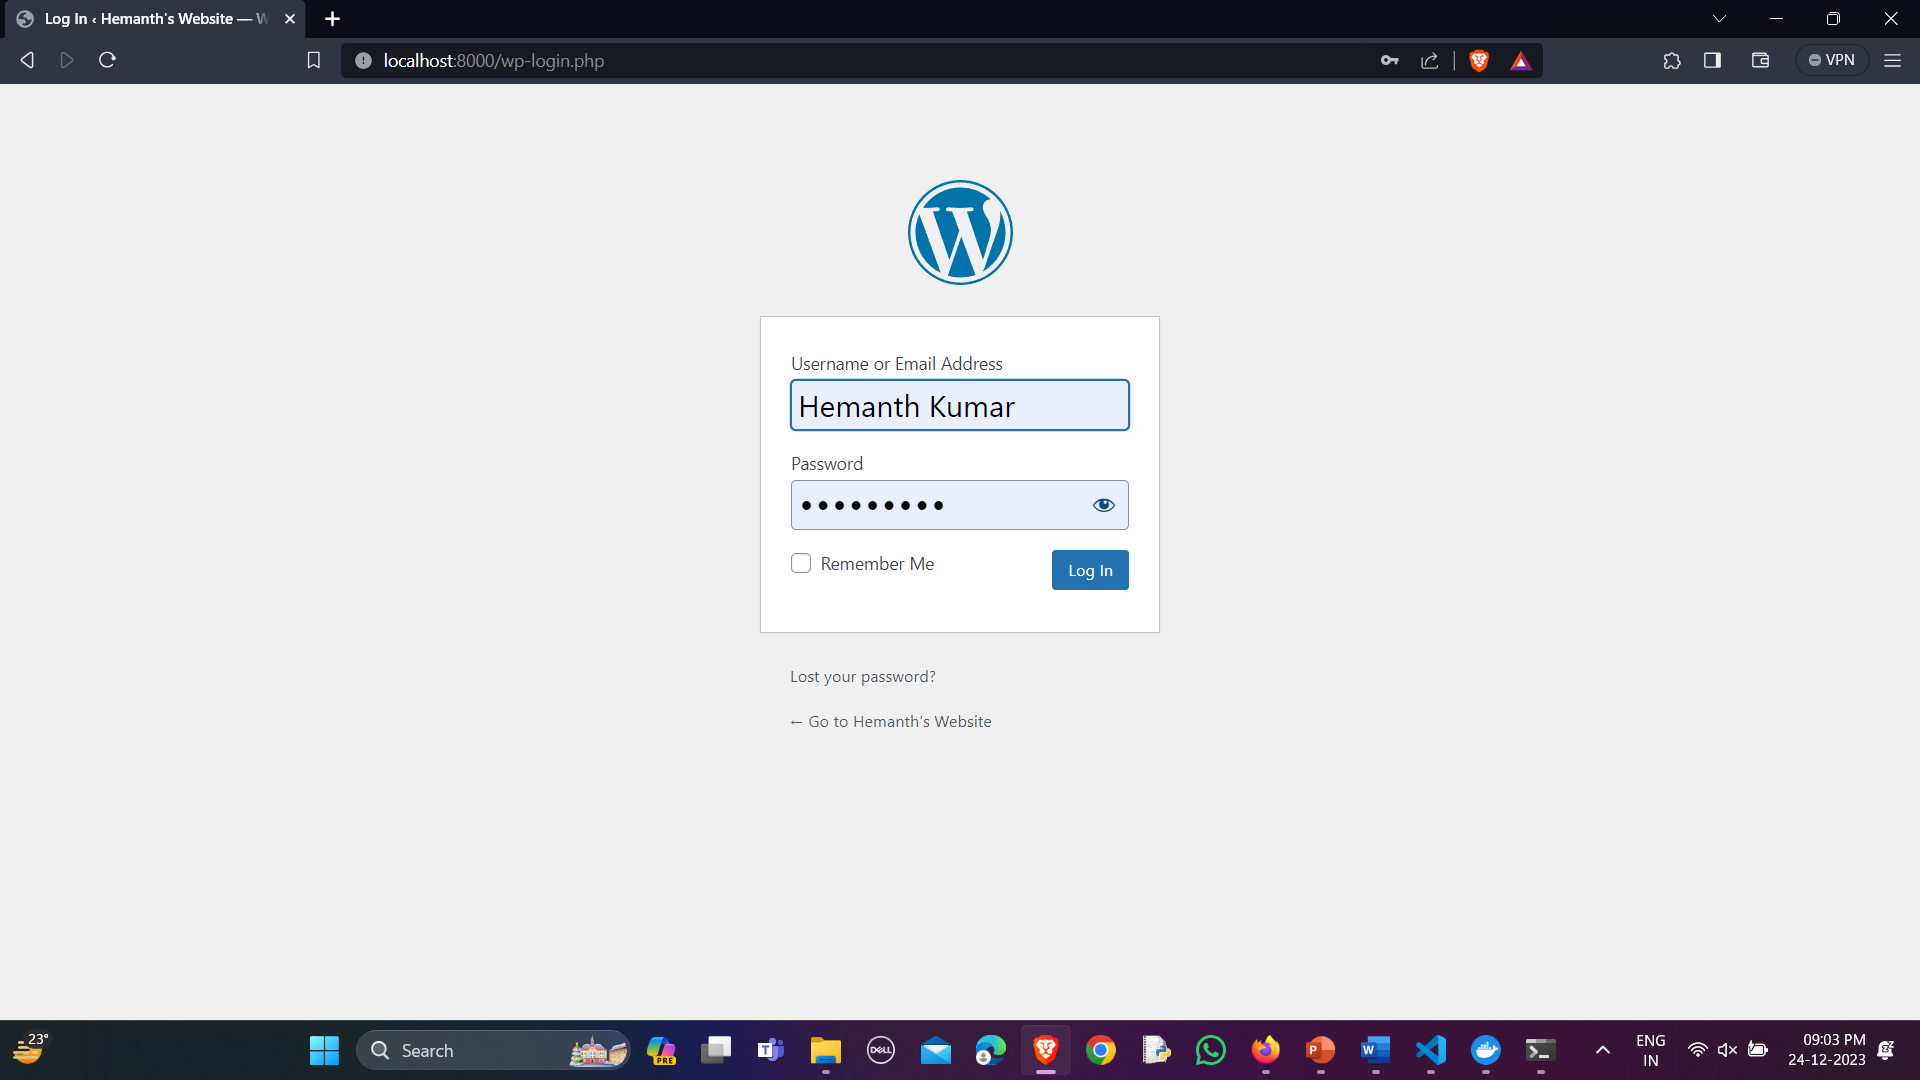 Log In ‹ Hemanth's Website — W
localhost:8000/wp-login.php
VPN
Username or Email Address
Hemanth Kumar
Password
Remember Me
Log In
Lost your password?
← Go to Hemanth's Website
23°
Search
PRE
DELL
ENG
IN
09:03 PM
24-12-2023